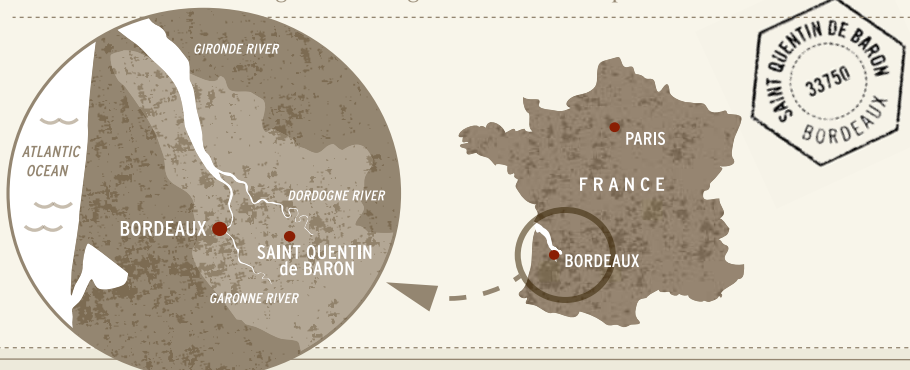 GIRONDE RIVER
ATLANTIC
OCEAN
DORDOGNE RIVER
BORDEAUX
SAINT QUENTIN
de BARON
GARONNE RIVER
PARIS
FRANCE
BORDEAUX
SAINT QUENTIN DE BARON
33750
BORDEAUX